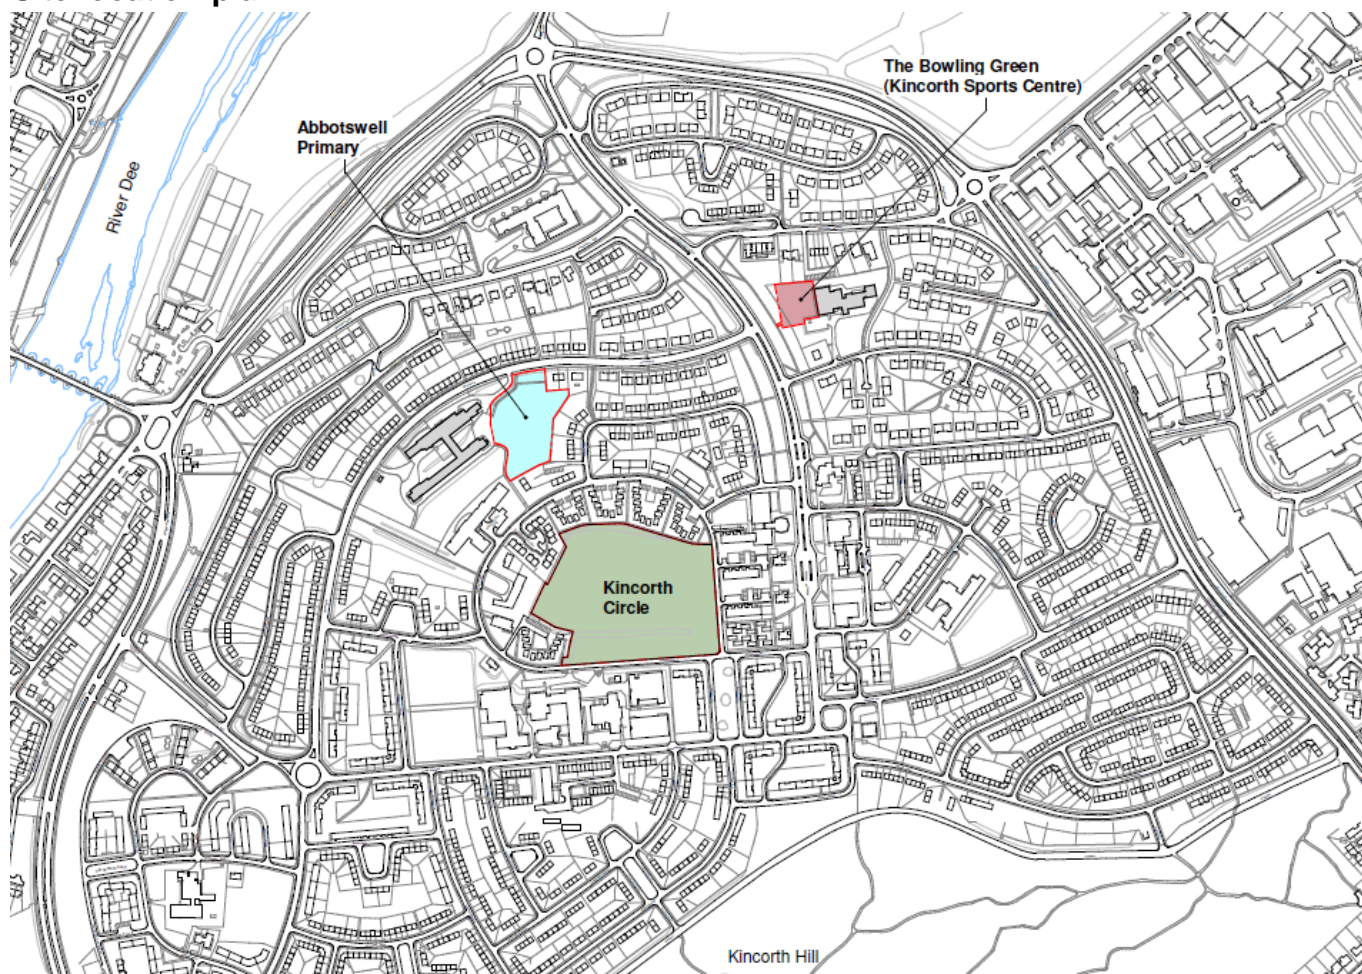 The Bowling Green
(Kincorth Sports Centre)
Abbotswell
Primary
River Dee
Kincorth
Circle
Kincorth Hill